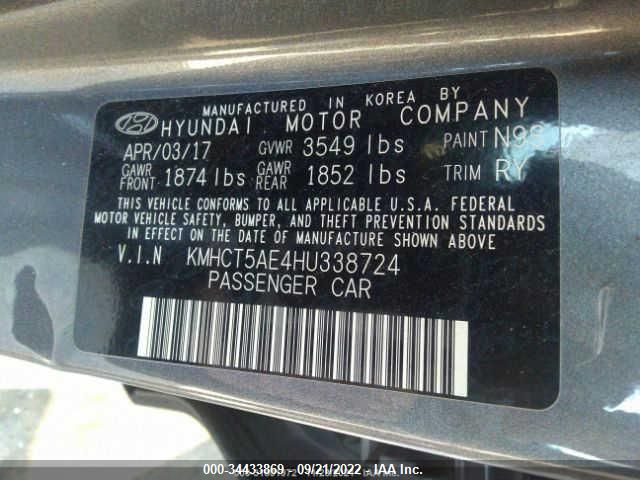 MANUFACTURED IN KOREA BY
HYUNDAI MOTOR COMPANY
APR/03/17 GVWR 3549 lbs PAINT
GAWR FRONT 1874 lbs GAWR REAR 1852 lbs TRIM RY
THIS VEHICLE CONFORMS TO ALL APPLICABLE U.S.A. FEDERAL
MOTOR VEHICLE SAFETY, BUMPER, AND THEFT PREVENTION STANDARDS
IN EFFECT ON THE DATE OF MANUFACTURE SHOWN ABOVE.
V.I.N KMHCT5AE4HU338724
PASSENGER CAR
000-34433869 - 09/21/2022 - IAA Inc.